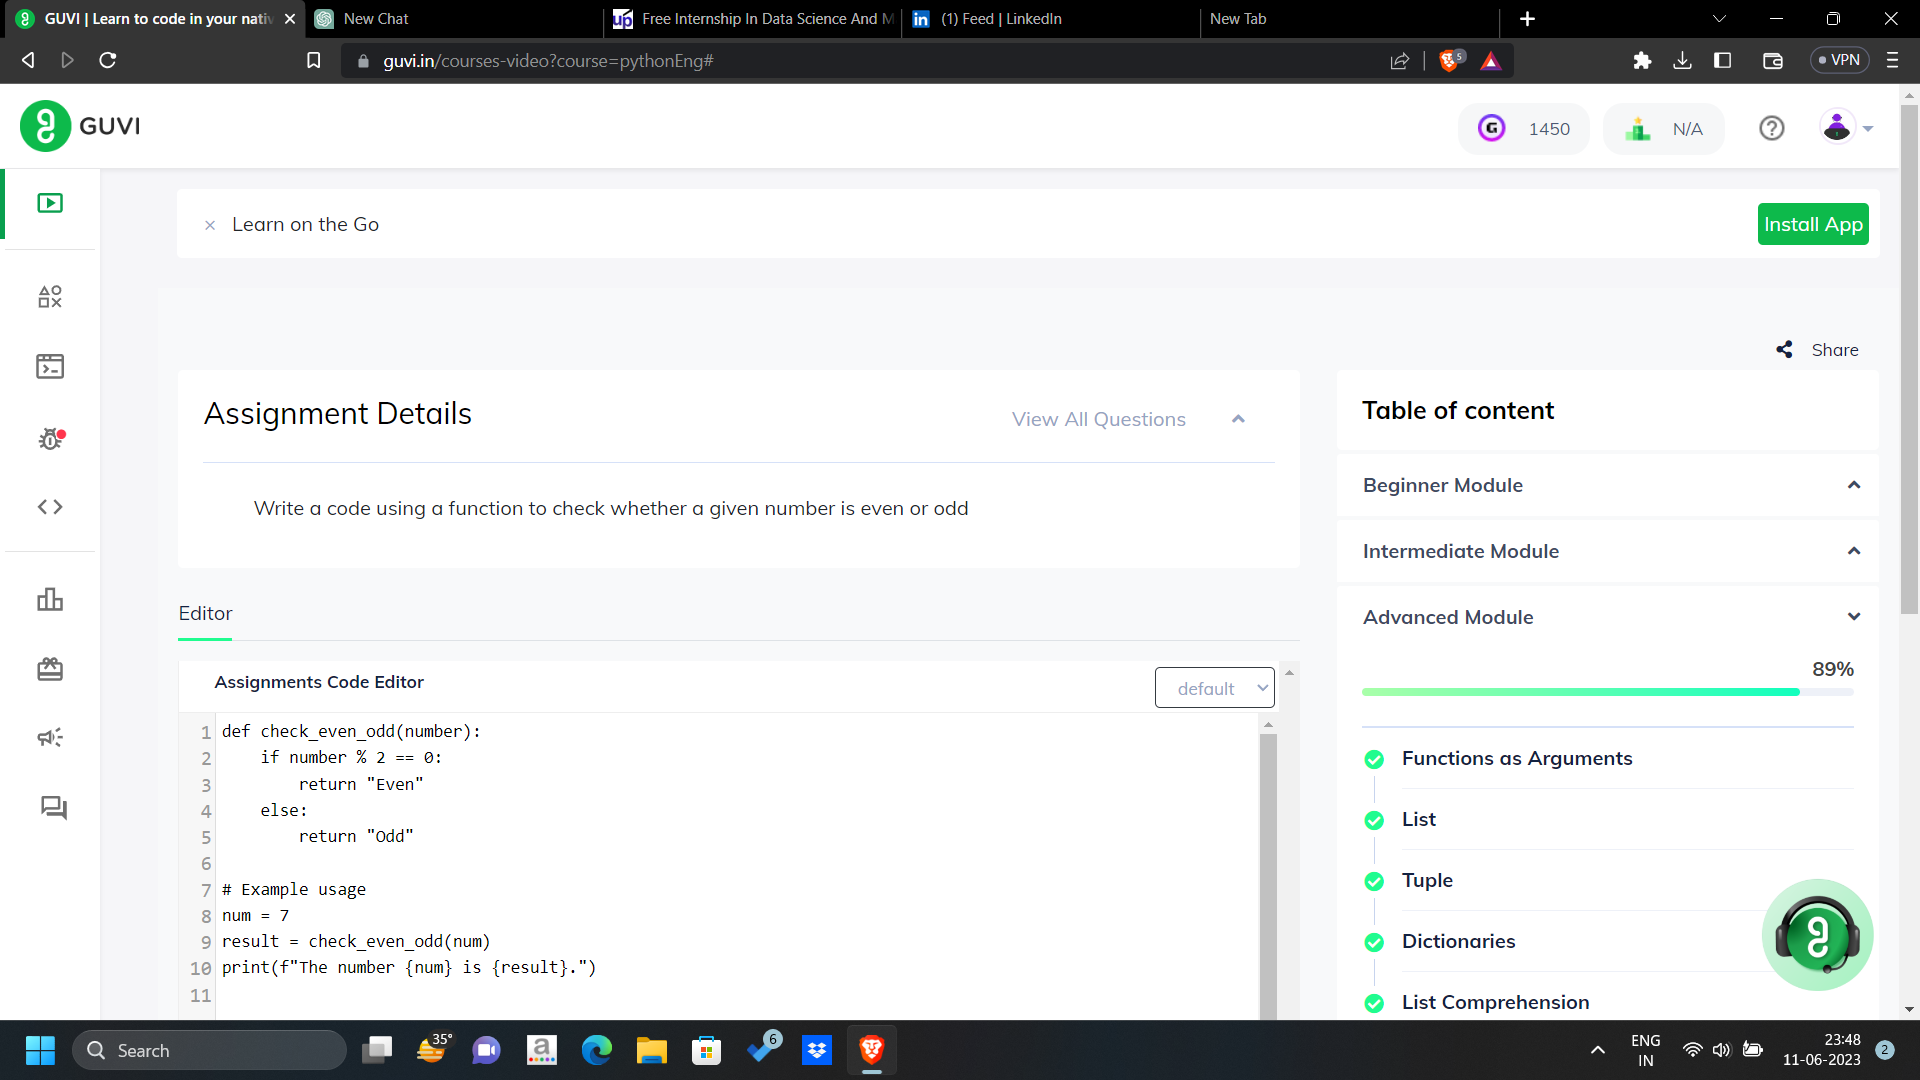 GUVI | Learn to code in your nativ
New Chat
Free Internship In Data Science And M
(1) Feed | LinkedIn
New Tab
guvi.in/courses-video?course=pythonEng#
5
VPN
GUVI
G
1450
N/A
Learn on the Go
Install App
Share
Assignment Details
View All Questions
Write a code using a function to check whether a given number is even or odd
Editor
Assignments Code Editor
default
1 def check_even_odd(number):
2     if number % 2 == 0:
3         return "Even"
4     else:
5         return "Odd"
6
7 # Example usage
8 num = 7
9 result = check_even_odd(num)
10 print(f"The number {num} is {result}.")
11
Table of content
Beginner Module
Intermediate Module
Advanced Module
89%
Functions as Arguments
List
Tuple
Dictionaries
List Comprehension
Search
35°
6
ENG
IN
23:48
11-06-2023
2